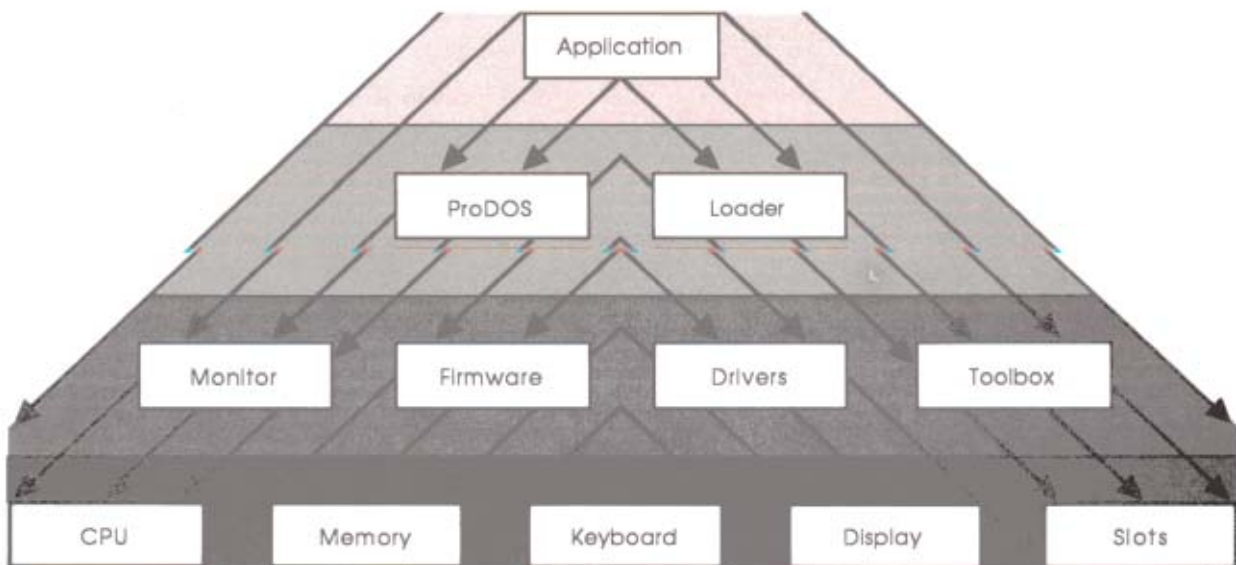 Application
ProDOS Loader
Monitor Firmware Drivers Toolbox
CPU Memory Keyboard Display Slots